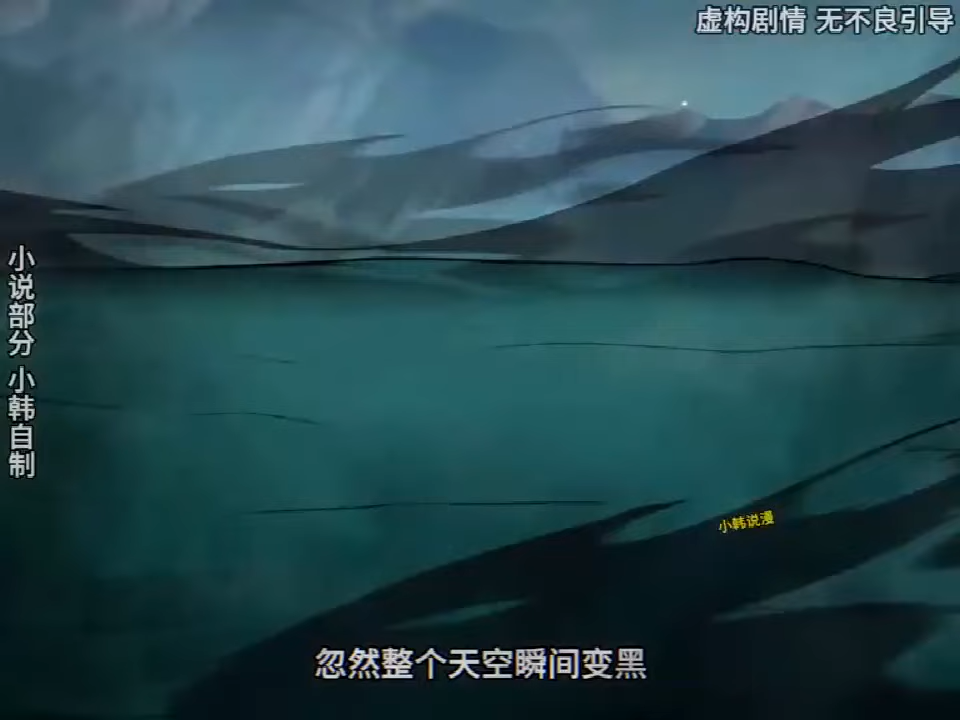 虚构剧情 无不良引导
小说部分 小韩自制
小韩说漫
忽然整个天空瞬间变黑